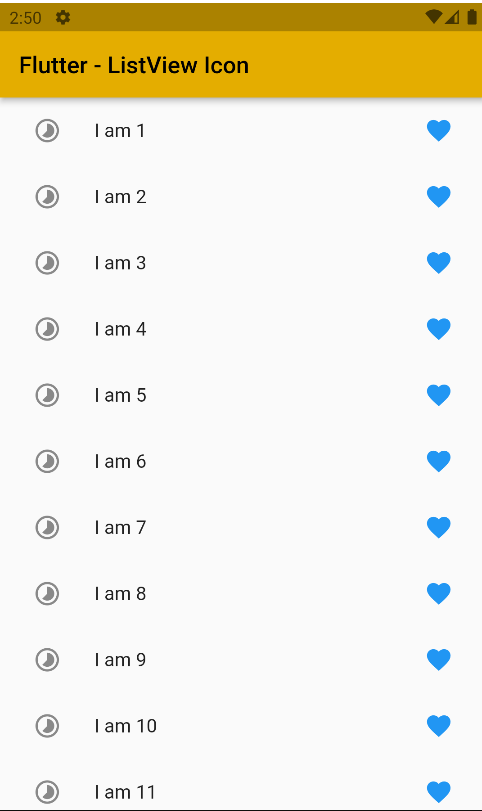 2:50
Flutter - ListView Icon
I am 1
I am 2
I am 3
I am 4
I am 5
I am 6
I am 7
I am 8
I am 9
I am 10
I am 11